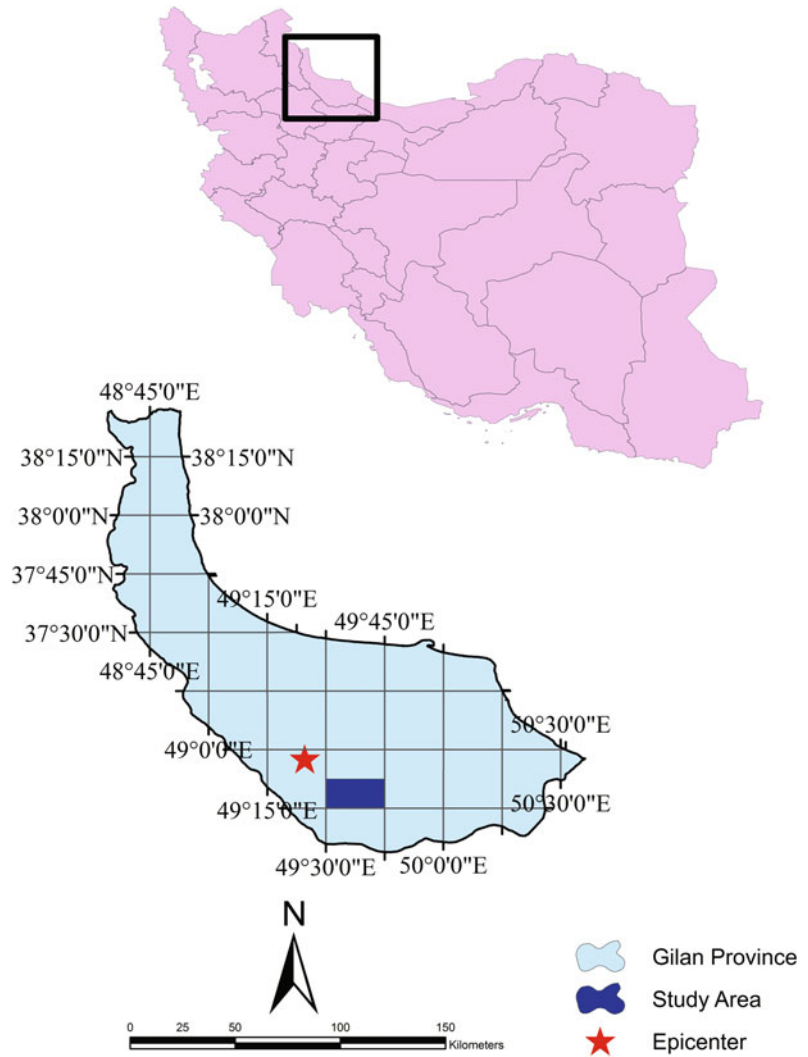 48°45'0"E
38°15'0"N 38°15'0"N
38°0'0"N 38°0'0"N
37°45'0"N
49°15'0"E
49°45'0"E
37°30'0"N
48°45'0"E
50°30'0"E
49°0'0"E
49°15'0"E
50°30'0"E
49°30'0"E 50°0'0"E
N
0 25 50 100 150
Kilometers
Gilan Province
Study Area
Epicenter